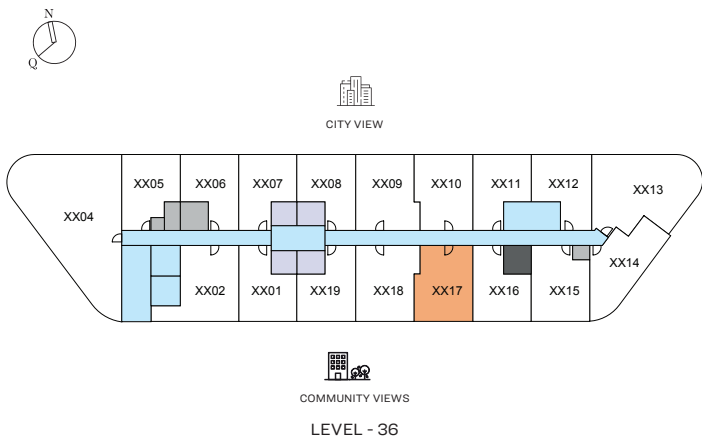 N
Q
CITY VIEW
XX05 XX06 XX07 XX08 XX09 XX10 XX11 XX12 XX13
XX04
XX14
XX02 XX01 XX19 XX18 XX17 XX16 XX15
COMMUNITY VIEWS
LEVEL - 36